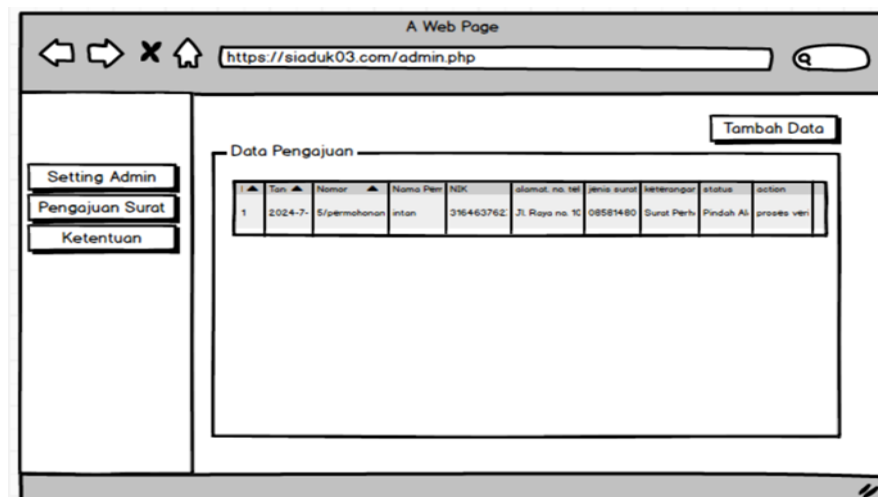 A Web Page
https://siaduk03.com/admin.php
Tambah Data
Data Pengajuan
Setting Admin
Pengajuan Surat
Ketentuan
I Tan Nomor Nama Pem NIK alamat. no. tel jenis surat keterangan status action
1 2024-7- 5/permohonan intan 316463762 Jl. Raya no. 10 08581480 Surat Perh Pindah Al proses veri